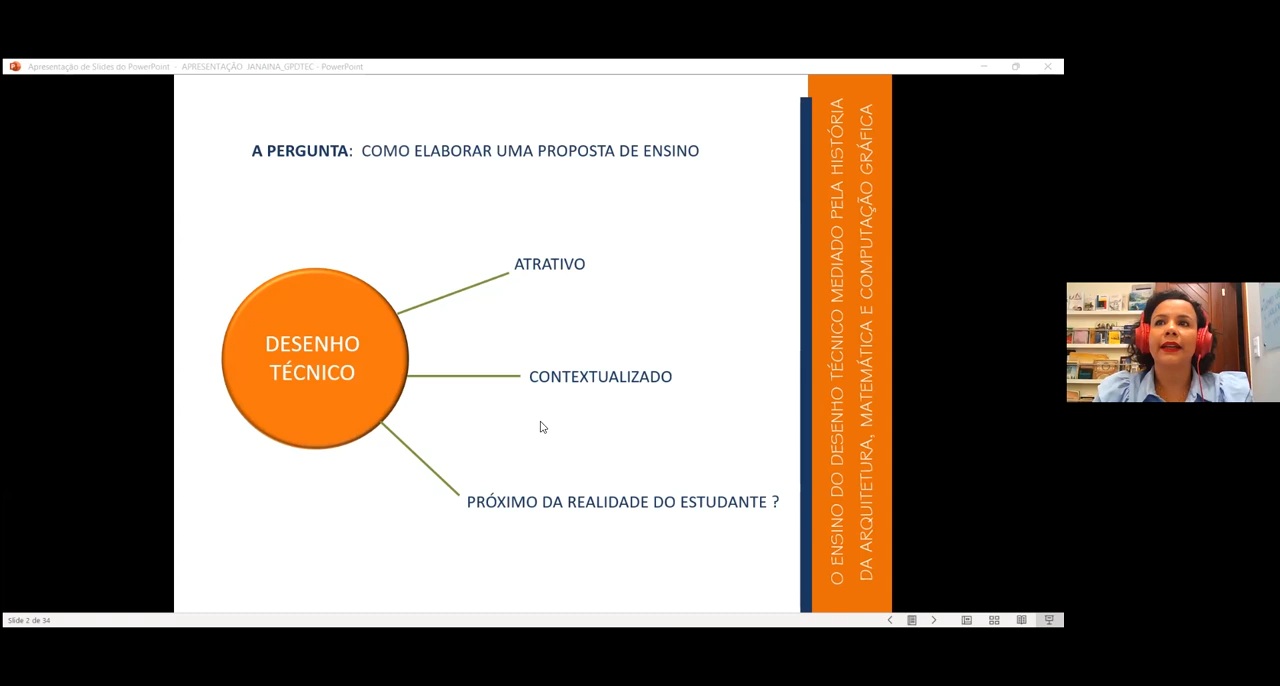 Apresentação de Slides do PowerPoint - APRESENTAÇÃO JANAINA_GPDTEC - PowerPoint
A PERGUNTA: COMO ELABORAR UMA PROPOSTA DE ENSINO
ATRATIVO
DESENHO
TÉCNICO
CONTEXTUALIZADO
PRÓXIMO DA REALIDADE DO ESTUDANTE ?
O ENSINO DO DESENHO TÉCNICO MEDIADO PELA HISTÓRIA
DA ARQUITETURA, MATEMÁTICA E COMPUTAÇÃO GRÁFICA
Slide 2 de 34